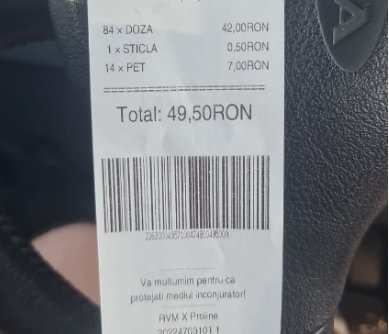 84 x DOZA 42,00RON
1 x STICLA 0,50RON
14 x PET 7,00RON
Total: 49,50RON
Va multumim pentru că
protejati mediul inconjurator!
RVM X Proline